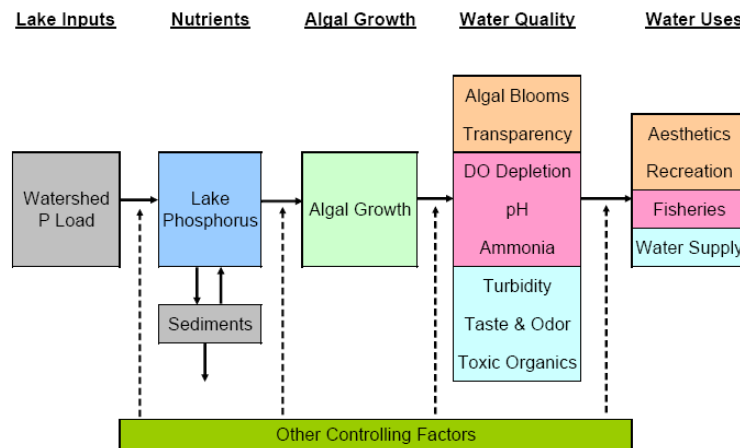 Lake Inputs
Nutrients
Algal Growth
Water Quality
Water Uses
Watershed
P Load
Lake
Phosphorus
Sediments
Algal Growth
Algal Blooms
Transparency
DO Depletion
pH
Ammonia
Turbidity
Taste & Odor
Toxic Organics
Aesthetics
Recreation
Fisheries
Water Supply
Other Controlling Factors